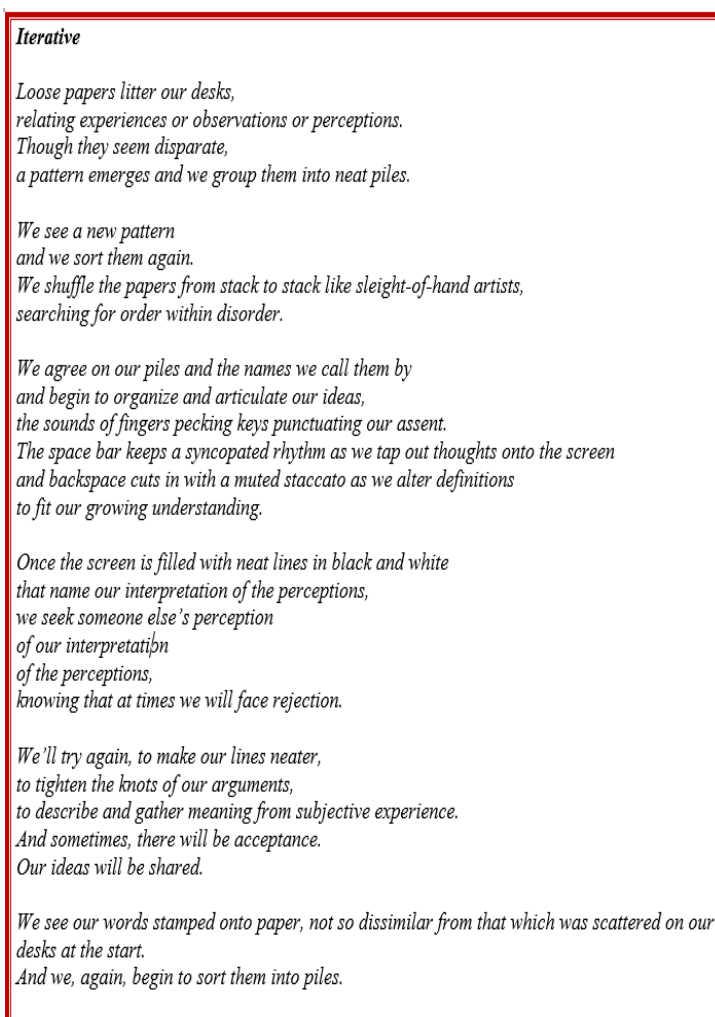 Iterative
Loose papers litter our desks,
relating experiences or observations or perceptions.
Though they seem disparate,
a pattern emerges and we group them into neat piles.
We see a new pattern
and we sort them again.
We shuffle the papers from stack to stack like sleight-of-hand artists,
searching for order within disorder.
We agree on our piles and the names we call them by
and begin to organize and articulate our ideas,
the sounds of fingers pecking keys punctuating our assent.
The space bar keeps a syncopated rhythm as we tap out thoughts onto the screen
and backspace cuts in with a muted staccato as we alter definitions
to fit our growing understanding.
Once the screen is filled with neat lines in black and white
that name our interpretation of the perceptions,
we seek someone else’s perception
of our interpretation
of the perceptions,
knowing that at times we will face rejection.
We’ll try again, to make our lines neater,
to tighten the knots of our arguments,
to describe and gather meaning from subjective experience.
And sometimes, there will be acceptance.
Our ideas will be shared.
We see our words stamped onto paper, not so dissimilar from that which was scattered on our
desks at the start.
And we, again, begin to sort them into piles.